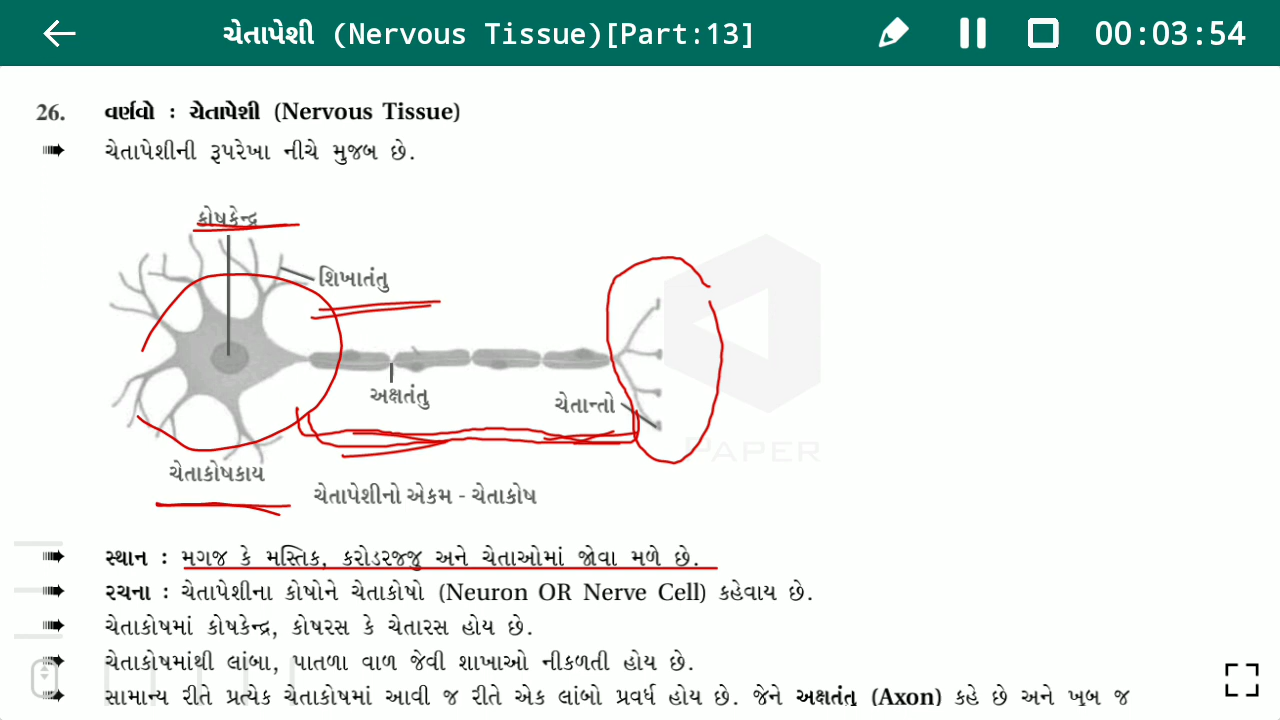 ચેતાપેશી (Nervous Tissue)[Part:13]
00:03:54
26. વર્ણવો : ચેતાપેશી (Nervous Tissue)
ચેતાપેશીની રૂપરેખા નીચે મુજબ છે.
કોષકેન્દ્ર
શિખાતંતુ
અક્ષતંતુ
ચેતાન્તો
PAPER
ચેતાકોષકાય
ચેતાપેશીનો એકમ - ચેતાકોષ
સ્થાન : મગજ કે મસ્તિક, કરોડરજ્જુ અને ચેતાઓમાં જોવા મળે છે.
રચના : ચેતાપેશીના કોષોને ચેતાકોષો (Neuron OR Nerve Cell) કહેવાય છે.
ચેતાકોષમાં કોષકેન્દ્ર, કોષરસ કે ચેતારસ હોય છે.
ચેતાકોષમાંથી લાંબા, પાતળા વાળ જેવી શાખાઓ નીકળતી હોય છે.
સામાન્ય રીતે પ્રત્યેક ચેતાકોષમાં આવી જ રીતે એક લાંબો પ્રવર્ધ હોય છે. જેને અક્ષતંતુ (Axon) કહે છે અને ખૂબ જ